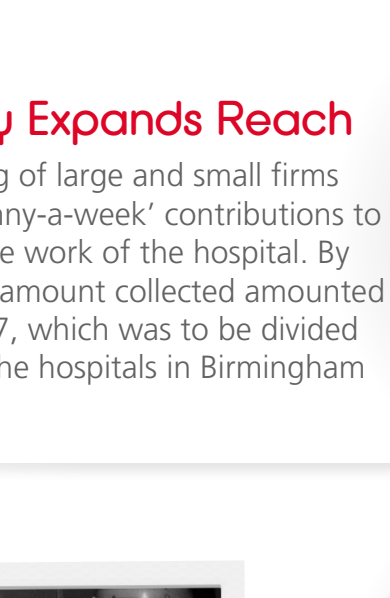 y Expands Reach
g of large and small firms
nny-a-week’ contributions to
e work of the hospital. By
amount collected amounted
7, which was to be divided
he hospitals in Birmingham